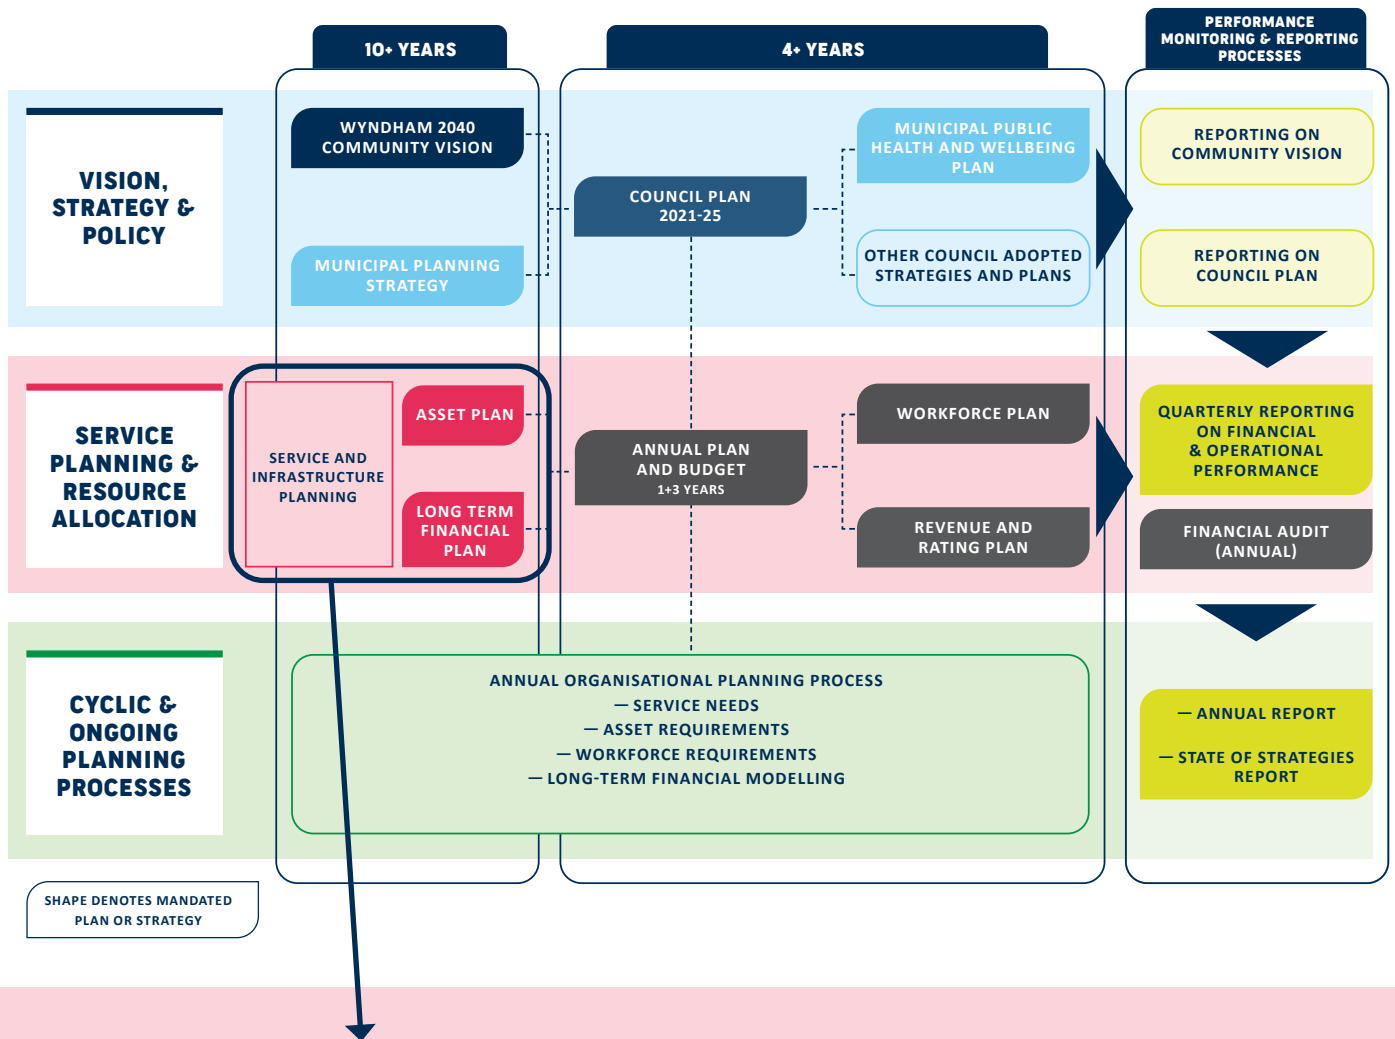 10+ YEARS
4+ YEARS
PERFORMANCE
MONITORING & REPORTING
PROCESSES
VISION,
STRATEGY &
POLICY
WYNDHAM 2040
COMMUNITY VISION
MUNICIPAL PLANNING
STRATEGY
COUNCIL PLAN
2021-25
MUNICIPAL PUBLIC
HEALTH AND WELLBEING
PLAN
OTHER COUNCIL ADOPTED
STRATEGIES AND PLANS
REPORTING ON
COMMUNITY VISION
REPORTING ON
COUNCIL PLAN
SERVICE
PLANNING &
RESOURCE
ALLOCATION
SERVICE AND
INFRASTRUCTURE
PLANNING
ASSET PLAN
LONG TERM
FINANCIAL
PLAN
ANNUAL PLAN
AND BUDGET
1+3 YEARS
WORKFORCE PLAN
REVENUE AND
RATING PLAN
QUARTERLY REPORTING
ON FINANCIAL
& OPERATIONAL
PERFORMANCE
FINANCIAL AUDIT
(ANNUAL)
CYCLIC &
ONGOING
PLANNING
PROCESSES
ANNUAL ORGANISATIONAL PLANNING PROCESS
— SERVICE NEEDS
— ASSET REQUIREMENTS
— WORKFORCE REQUIREMENTS
— LONG-TERM FINANCIAL MODELLING
— ANNUAL REPORT
— STATE OF STRATEGIES
REPORT
SHAPE DENOTES MANDATED
PLAN OR STRATEGY